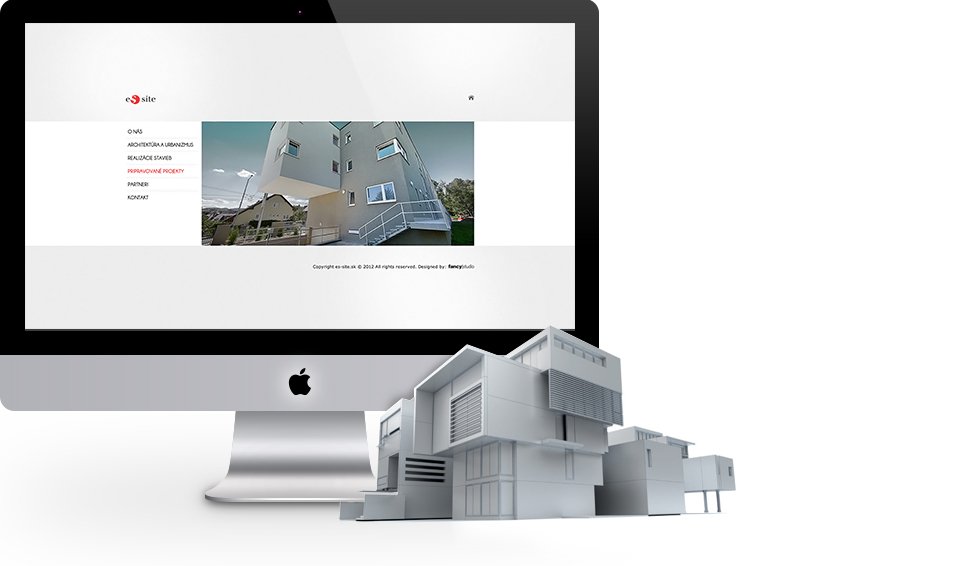 eS site
O NÁS
ARCHITEKTÚRA A URBANIZMUS
REALIZÁCIE STAVIEB
PRIPRAVOVANÉ PROJEKTY
PARTNERI
KONTAKT
Copyright es-site.sk © 2012 All rights reserved. Designed by: fancystudio